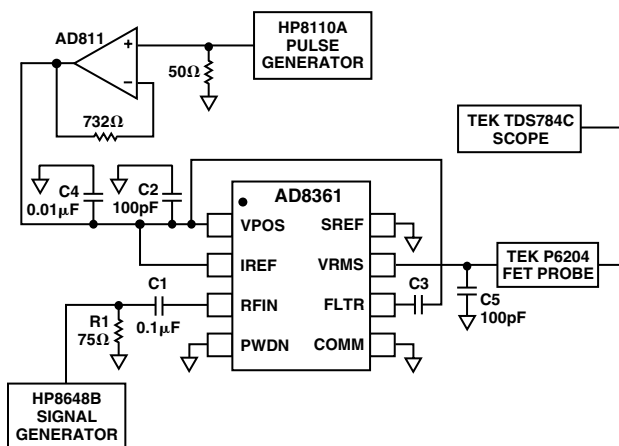 AD811
+
−
HP8110A
PULSE
GENERATOR
50Ω
732Ω
TEK TDS784C
SCOPE
C4
0.01μF
C2
100pF
AD8361
VPOS
SREF
IREF
VRMS
RFIN
FLTR
PWDN
COMM
TEK P6204
FET PROBE
C3
C5
100pF
C1
0.1μF
R1
75Ω
HP8648B
SIGNAL
GENERATOR